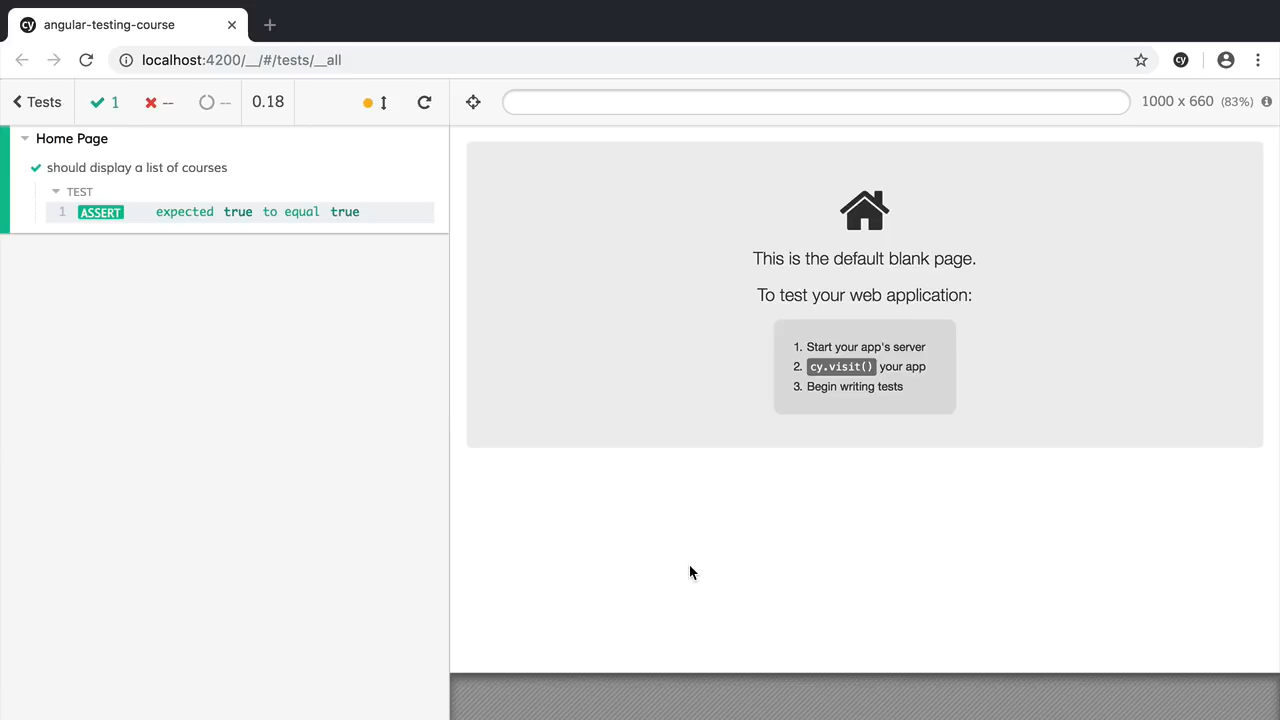 cy angular-testing-course
localhost:4200/__/#/tests/__all cy
Tests 1 -- -- 0.18 1000 x 660 (83%)
Home Page
should display a list of courses
TEST
1 ASSERT expected true to equal true
This is the default blank page.
To test your web application:
1. Start your app's server
2. cy.visit() your app
3. Begin writing tests